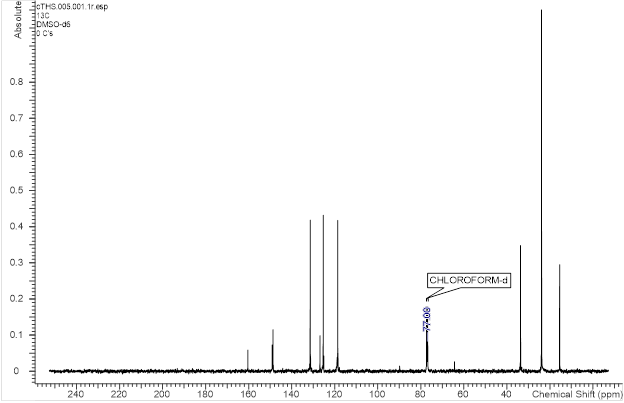 cTHS.005.001.1r.esp
13C
DMSO-d6
0 C's
Absolute
0.8
0.7
0.6
0.5
0.4
0.3
0.2
0.1
0
CHLOROFORM-d
77.09
240 220 200 180 160 140 120 100 80 60 40 Chemical Shift (ppm)